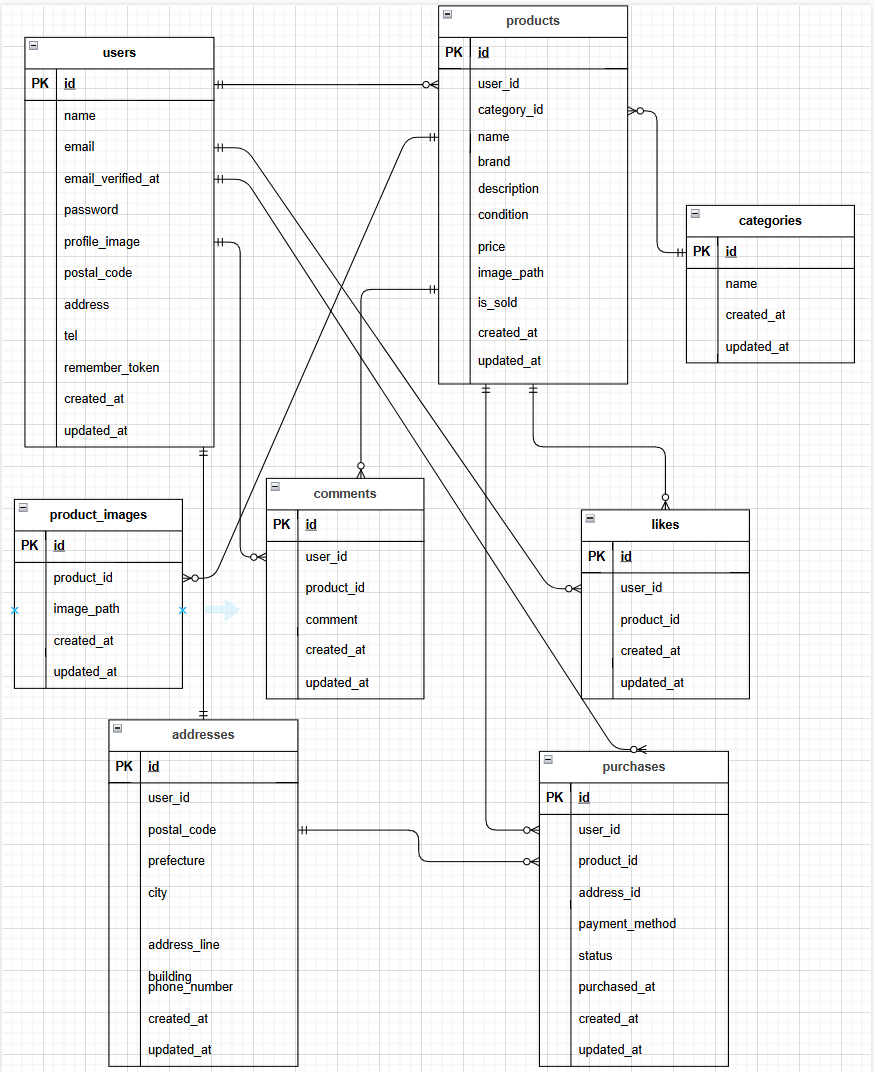 users
PK id
name
email
email_verified_at
password
profile_image
postal_code
address
tel
remember_token
created_at
updated_at
products
PK id
user_id
category_id
name
brand
description
condition
price
image_path
is_sold
created_at
updated_at
categories
PK id
name
created_at
updated_at
product_images
PK id
product_id
image_path
created_at
updated_at
comments
PK id
user_id
product_id
comment
created_at
updated_at
likes
PK id
user_id
product_id
created_at
updated_at
addresses
PK id
user_id
postal_code
prefecture
city
address_line
building
phone_number
created_at
updated_at
purchases
PK id
user_id
product_id
address_id
payment_method
status
purchased_at
created_at
updated_at